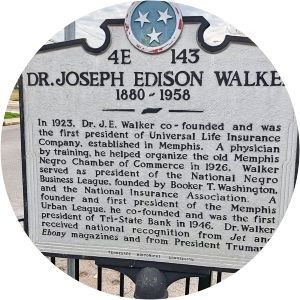 4E 143
DR. JOSEPH EDISON WALKE
1880-1958
In 1923, Dr. J.E. Walker co-founded and was
the first president of Universal Life Insurance
Company, established in Memphis. A physician
by training, he helped organize the old Memphis
Negro Chamber of Commerce in 1926. Walker
served as president of the National Negro
Business League, founded by Booker T. Washington,
and the National Insurance Association. A
founder and first president of the Memphis
Urban League, he co-founded and was the first
president of Tri-State Bank in 1946. Dr. Walker
received national recognition from Jet and
Ebony magazines and from President Truman.
TENNESSEE HISTORICAL COMMISSION